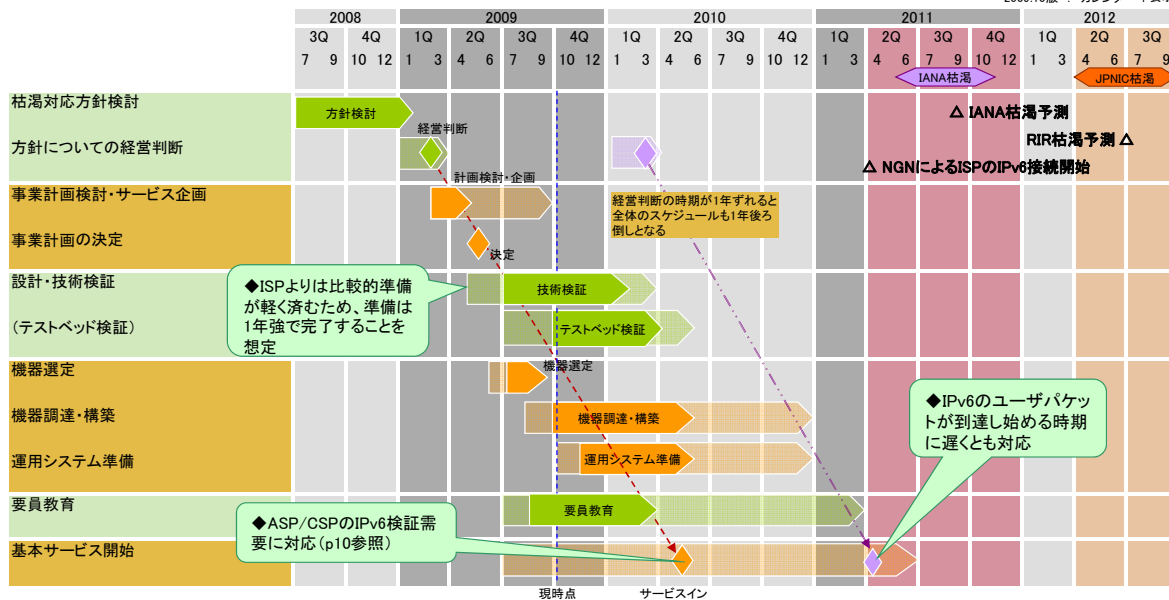 2008 2009 2010 2011 2012
3Q 4Q 1Q 2Q 3Q 4Q 1Q 2Q 3Q 4Q 1Q 2Q 3Q 4Q 1Q 2Q 3Q
7 9 10 12 1 3 4 6 7 9 10 12 1 3 4 6 7 9 10 12 1 3 4 6 7 9 10 12 1 3 4 6 7 9
IANA枯渇 JPNIC枯渇
枯渇対応方針検討
方針検討
△ IANA枯渇予測
経営判断
RIR枯渇予測 △
方針についての経営判断
△ NGNによるISPのIPv6接続開始
計画検討・企画
事業計画検討・サービス企画
経営判断の時期が1年ずれると
全体のスケジュールも1年後ろ
倒しとなる
事業計画の決定
決定
設計・技術検証
◆ISPよりは比較的準備
が軽く済むため、準備は
1年強で完了することを
想定
技術検証
(テストベッド検証)
テストベッド検証
機器選定
機器選定
◆IPv6のユーザパケッ
トが到達し始める時期
に遅くとも対応
機器調達・構築
機器調達・構築
運用システム準備
運用システム準備
要員教育
要員教育
◆ASP/CSPのIPv6検証需
要に対応(p10参照)
基本サービス開始
現時点 サービスイン